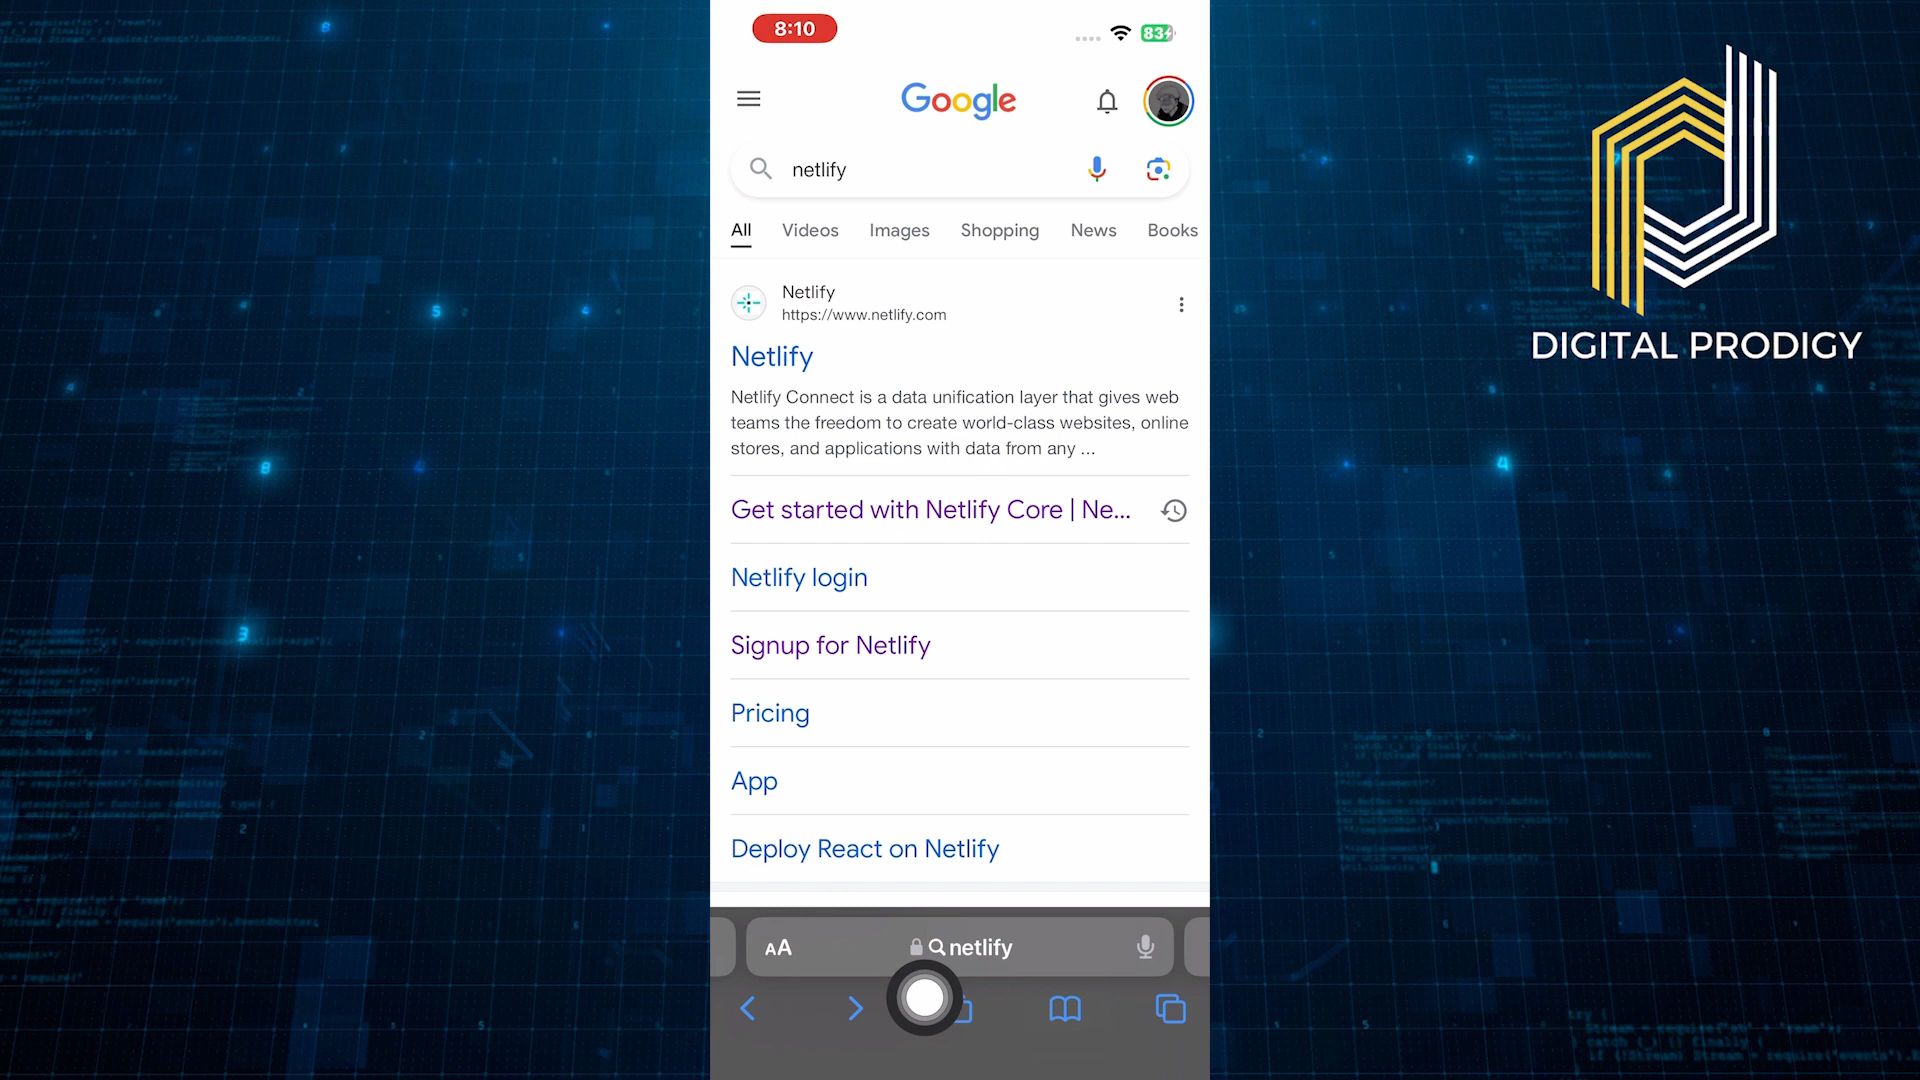 8:10
83
Google
netlify
All Videos Images Shopping News Books
Netlify
https://www.netlify.com
Netlify
Netlify Connect is a data unification layer that gives web
teams the freedom to create world-class websites, online
stores, and applications with data from any ...
Get started with Netlify Core | Ne...
Netlify login
Signup for Netlify
Pricing
App
Deploy React on Netlify
AA netlify
DIGITAL PRODIGY